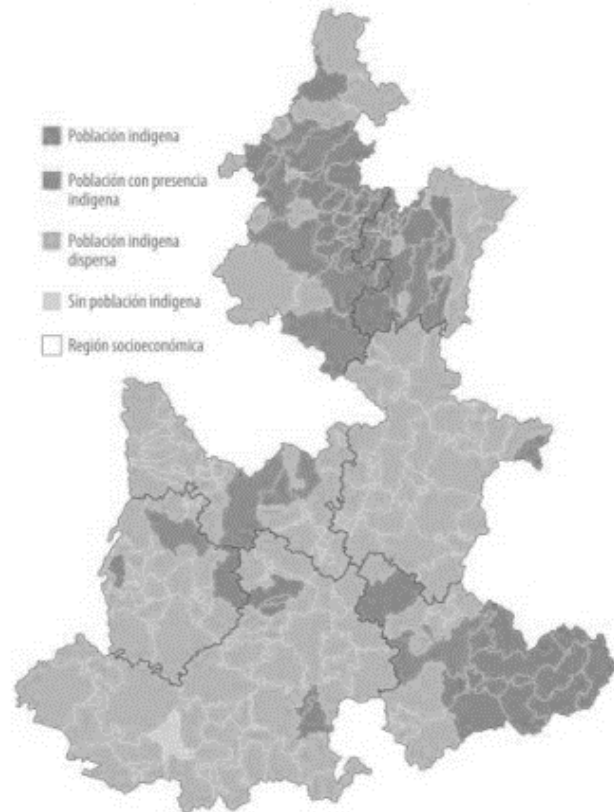 Población indígena
Población con presencia
indígena
Población indígena
dispersa
Sin población indígena
Región socioeconómica